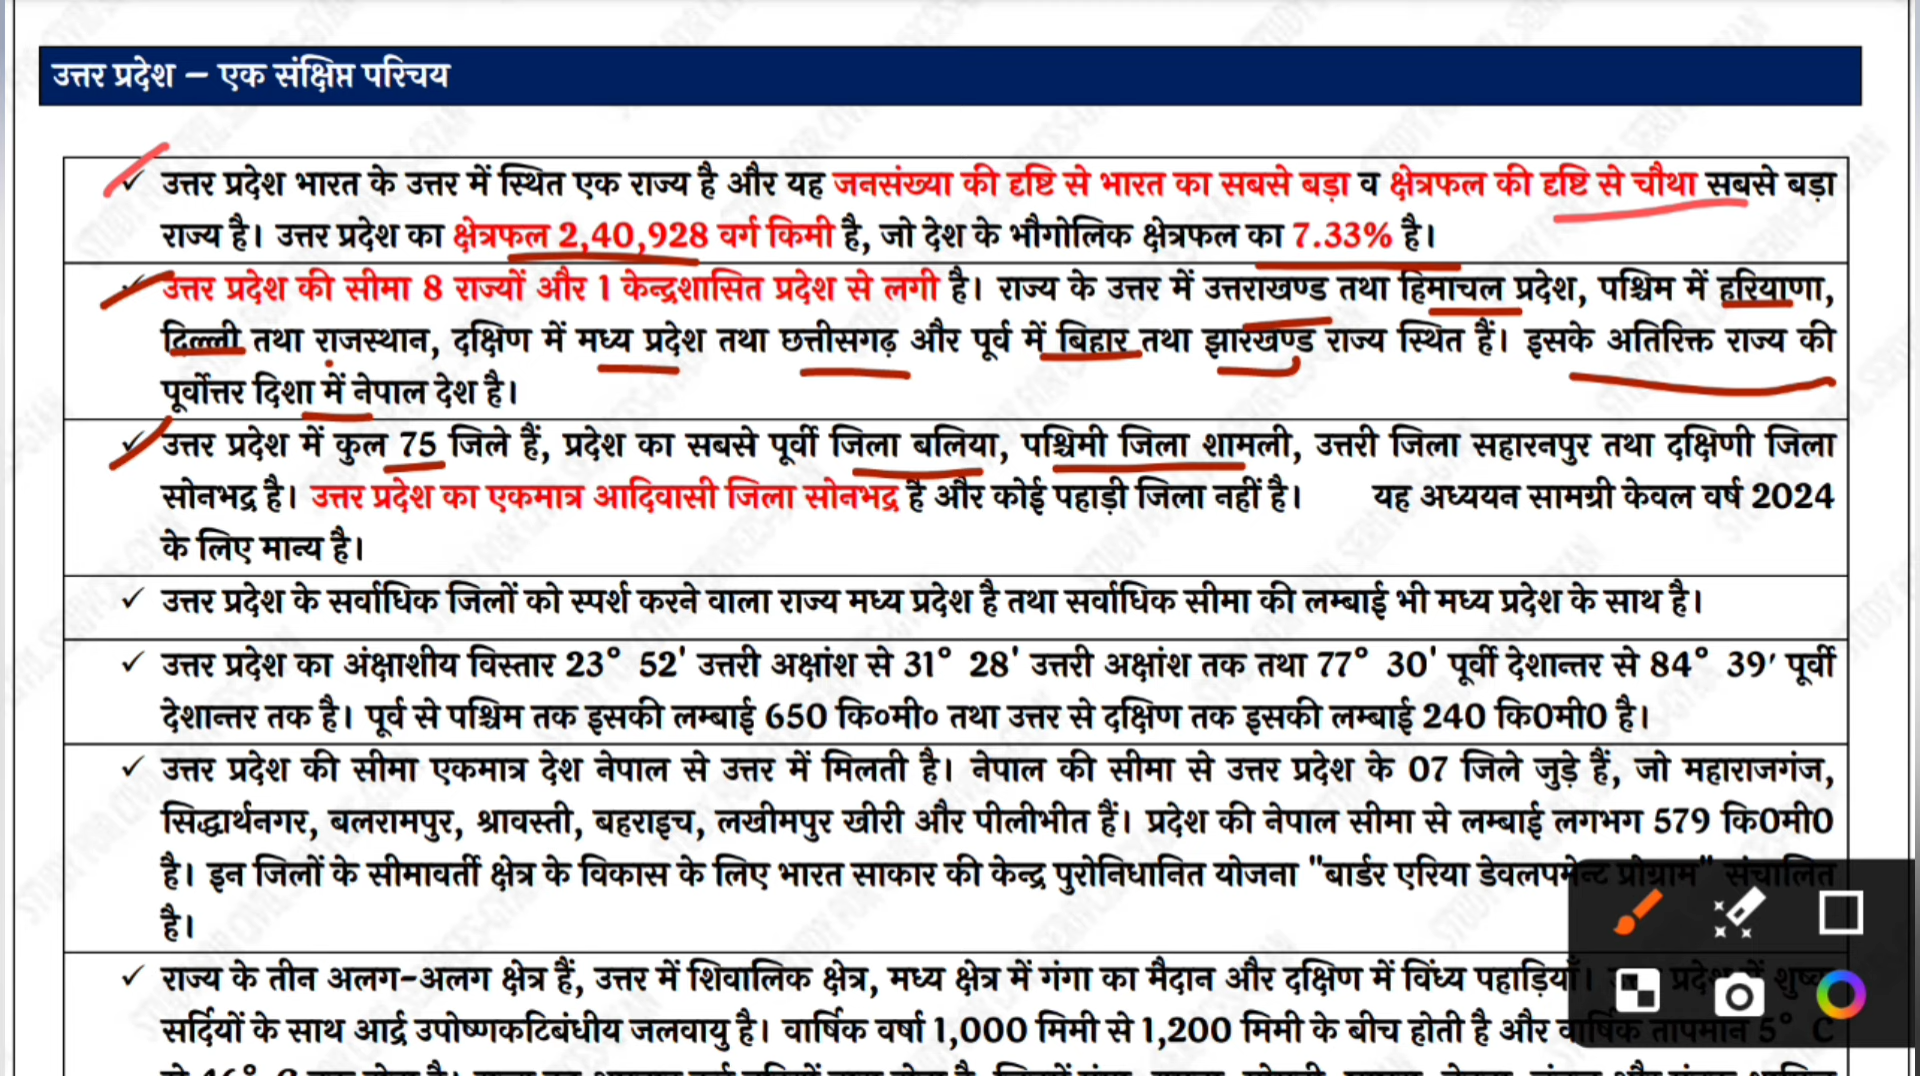 उत्तर प्रदेश – एक संक्षिप्त परिचय
✓ उत्तर प्रदेश भारत के उत्तर में स्थित एक राज्य है और यह जनसंख्या की दृष्टि से भारत का सबसे बड़ा व क्षेत्रफल की दृष्टि से चौथा सबसे बड़ा
राज्य है। उत्तर प्रदेश का क्षेत्रफल 2,40,928 वर्ग किमी है, जो देश के भौगोलिक क्षेत्रफल का 7.33% है।
✓ उत्तर प्रदेश की सीमा 8 राज्यों और 1 केन्द्रशासित प्रदेश से लगी है। राज्य के उत्तर में उत्तराखण्ड तथा हिमाचल प्रदेश, पश्चिम में हरियाणा,
दिल्ली तथा राजस्थान, दक्षिण में मध्य प्रदेश तथा छत्तीसगढ़ और पूर्व में बिहार तथा झारखण्ड राज्य स्थित हैं। इसके अतिरिक्त राज्य की
पूर्वोत्तर दिशा में नेपाल देश है।
✓ उत्तर प्रदेश में कुल 75 जिले हैं, प्रदेश का सबसे पूर्वी जिला बलिया, पश्चिमी जिला शामली, उत्तरी जिला सहारनपुर तथा दक्षिणी जिला
सोनभद्र है। उत्तर प्रदेश का एकमात्र आदिवासी जिला सोनभद्र है और कोई पहाड़ी जिला नहीं है। यह अध्ययन सामग्री केवल वर्ष 2024
के लिए मान्य है।
✓ उत्तर प्रदेश के सर्वाधिक जिलों को स्पर्श करने वाला राज्य मध्य प्रदेश है तथा सर्वाधिक सीमा की लम्बाई भी मध्य प्रदेश के साथ है।
✓ उत्तर प्रदेश का अंक्षाशीय विस्तार 23° 52' उत्तरी अक्षांश से 31° 28' उत्तरी अक्षांश तक तथा 77° 30' पूर्वी देशान्तर से 84° 39′ पूर्वी
देशान्तर तक है। पूर्व से पश्चिम तक इसकी लम्बाई 650 कि०मी० तथा उत्तर से दक्षिण तक इसकी लम्बाई 240 कि0मी0 है।
✓ उत्तर प्रदेश की सीमा एकमात्र देश नेपाल से उत्तर में मिलती है। नेपाल की सीमा से उत्तर प्रदेश के 07 जिले जुड़े हैं, जो महाराजगंज,
सिद्धार्थनगर, बलरामपुर, श्रावस्ती, बहराइच, लखीमपुर खीरी और पीलीभीत हैं। प्रदेश की नेपाल सीमा से लम्बाई लगभग 579 कि0मी0
है। इन जिलों के सीमावर्ती क्षेत्र के विकास के लिए भारत साकार की केन्द्र पुरोनिधानित योजना "बार्डर एरिया डेवलपमेन्ट प्रोग्राम" संचालित
है।
✓ राज्य के तीन अलग-अलग क्षेत्र हैं, उत्तर में शिवालिक क्षेत्र, मध्य क्षेत्र में गंगा का मैदान और दक्षिण में विंध्य पहाड़ियाँ। प्रदेश में शुष्क
सर्दियों के साथ आर्द्र उपोष्णकटिबंधीय जलवायु है। वार्षिक वर्षा 1,000 मिमी से 1,200 मिमी के बीच होती है और वार्षिक तापमान 5° C